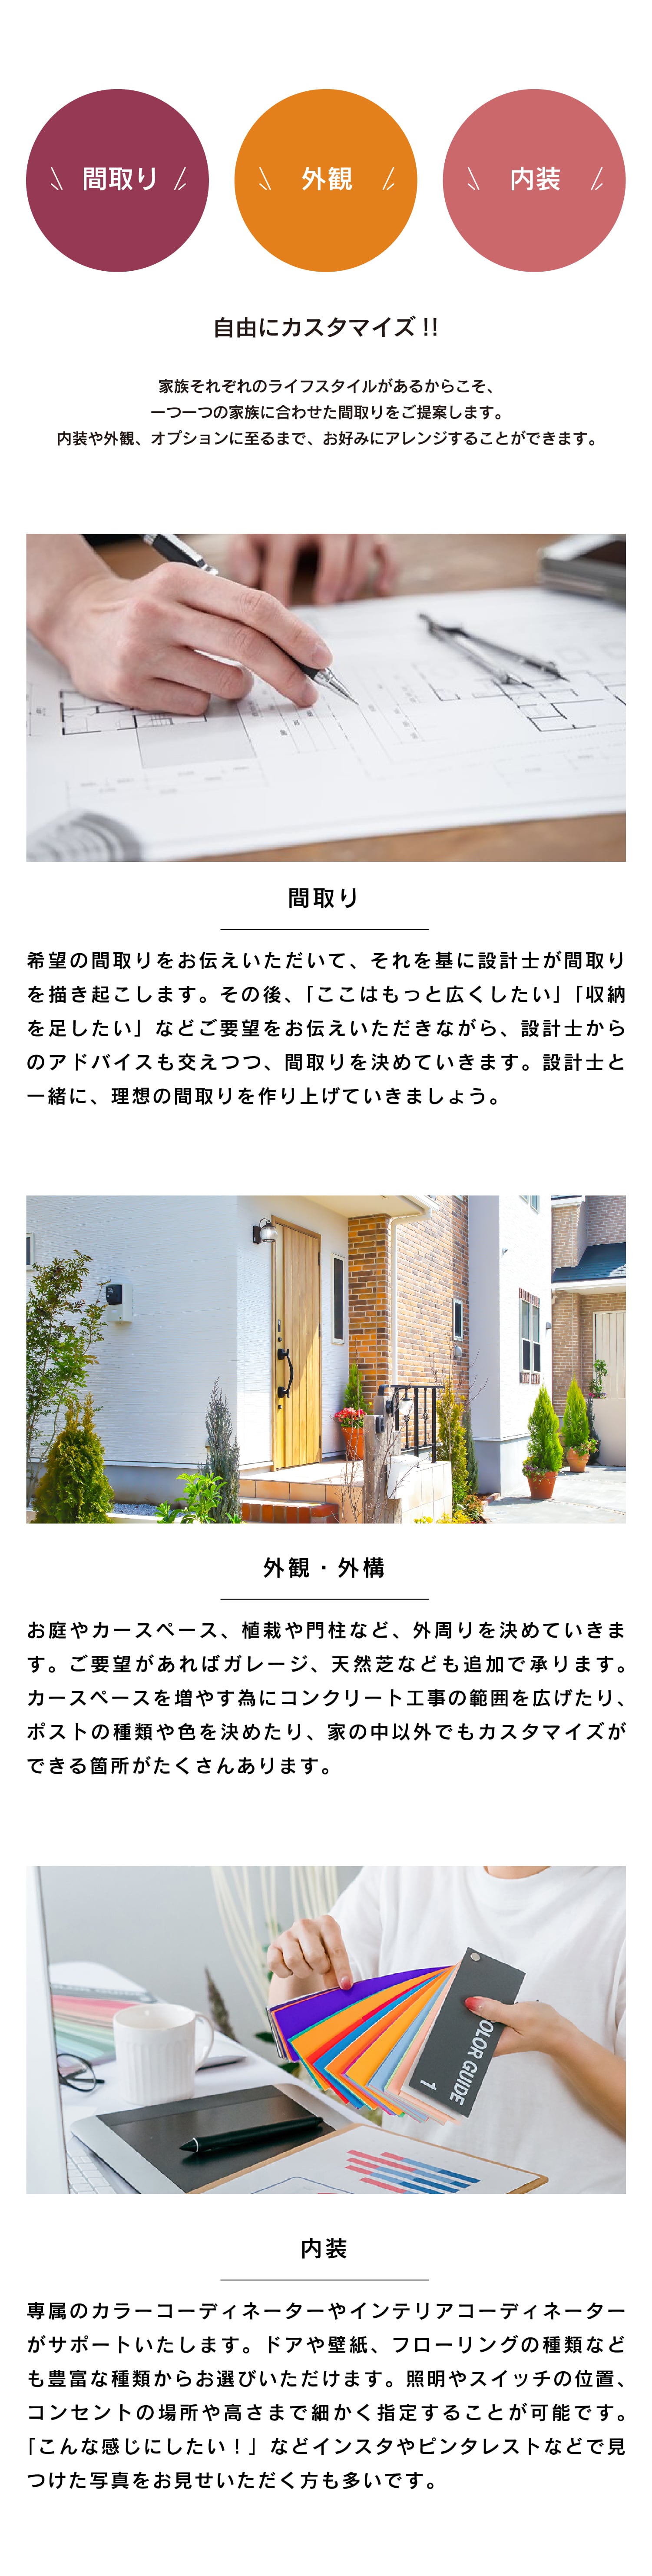 間取り
外観
内装
自由にカスタマイズ !!
家族それぞれのライフスタイルがあるからこそ、
一つ一つの家族に合わせた間取りをご提案します。
内装や外観、オプションに至るまで、お好みにアレンジすることができます。
間取り
希望の間取りをお伝えいただいて、それを基に設計士が間取り
を描き起こします。その後、「ここはもっと広くしたい」「収納
を足したい」などご要望をお伝えいただきながら、設計士から
のアドバイスも交えつつ、間取りを決めていきます。設計士と
一緒に、理想の間取りを作り上げていきましょう。
外観・外構
お庭やカースペース、植栽や門柱など、外周りを決めていきま
す。ご要望があればガレージ、天然芝なども追加で承ります。
カースペースを増やす為にコンクリート工事の範囲を広げたり、
ポストの種類や色を決めたり、家の中以外でもカスタマイズが
できる箇所がたくさんあります。
COLOR GUIDE
1
内装
専属のカラーコーディネーターやインテリアコーディネーター
がサポートいたします。ドアや壁紙、フローリングの種類など
も豊富な種類からお選びいただけます。照明やスイッチの位置、
コンセントの場所や高さまで細かく指定することが可能です。
「こんな感じにしたい！」などインスタやピンタレストなどで見
つけた写真をお見せいただく方も多いです。